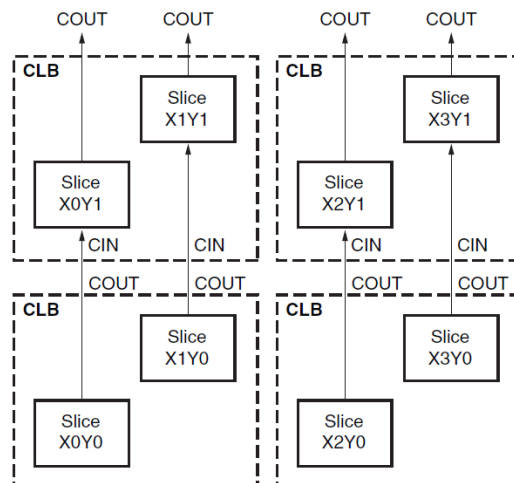 COUT
COUT
COUT
COUT
CLB
Slice
X1Y1
CLB
Slice
X3Y1
Slice
X0Y1
Slice
X2Y1
CIN
CIN
CIN
CIN
COUT
COUT
COUT
COUT
CLB
Slice
X1Y0
CLB
Slice
X3Y0
Slice
X0Y0
Slice
X2Y0